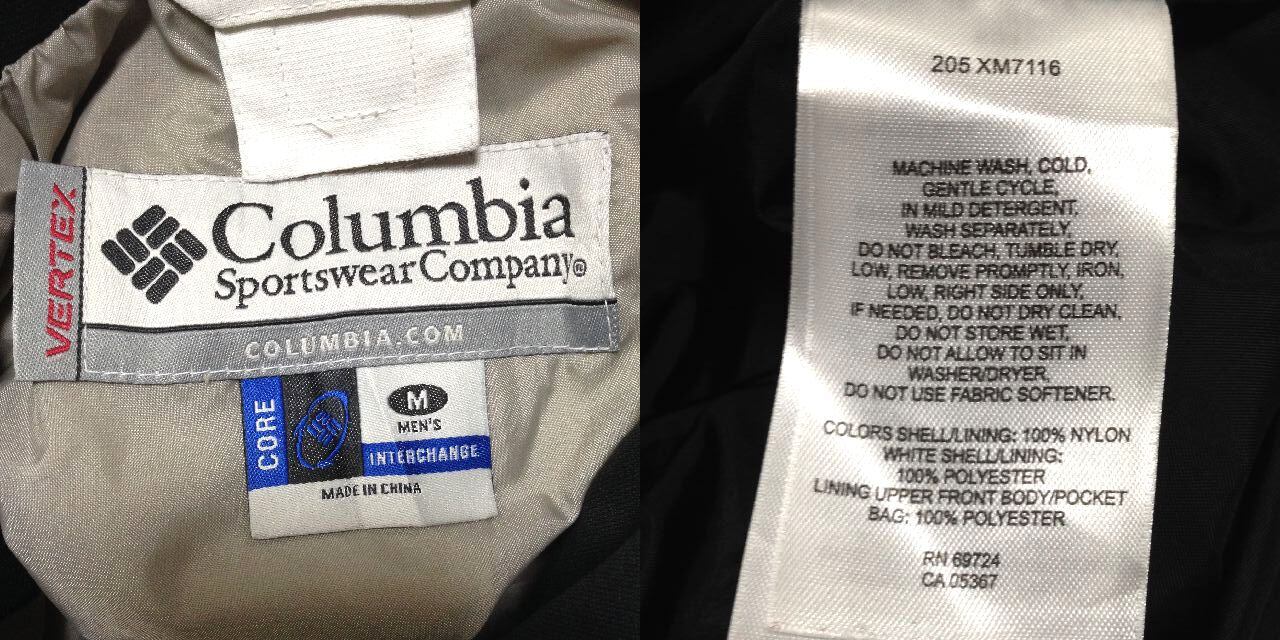 VERTEX
Columbia
Sportswear Company®
COLUMBIA.COM
CORE
M
MEN'S
INTERCHANGE
MADE IN CHINA
205 XM7116
MACHINE WASH, COLD,
GENTLE CYCLE,
IN MILD DETERGENT,
WASH SEPARATELY,
DO NOT BLEACH, TUMBLE DRY,
LOW, REMOVE PROMPTLY, IRON,
LOW, RIGHT SIDE ONLY,
IF NEEDED, DO NOT DRY CLEAN,
DO NOT STORE WET,
DO NOT ALLOW TO SIT IN
WASHER/DRYER,
DO NOT USE FABRIC SOFTENER.
COLORS SHELL/LINING: 100% NYLON
WHITE SHELL/LINING:
100% POLYESTER
LINING UPPER FRONT BODY/POCKET
BAG: 100% POLYESTER
RN 69724
CA 05367